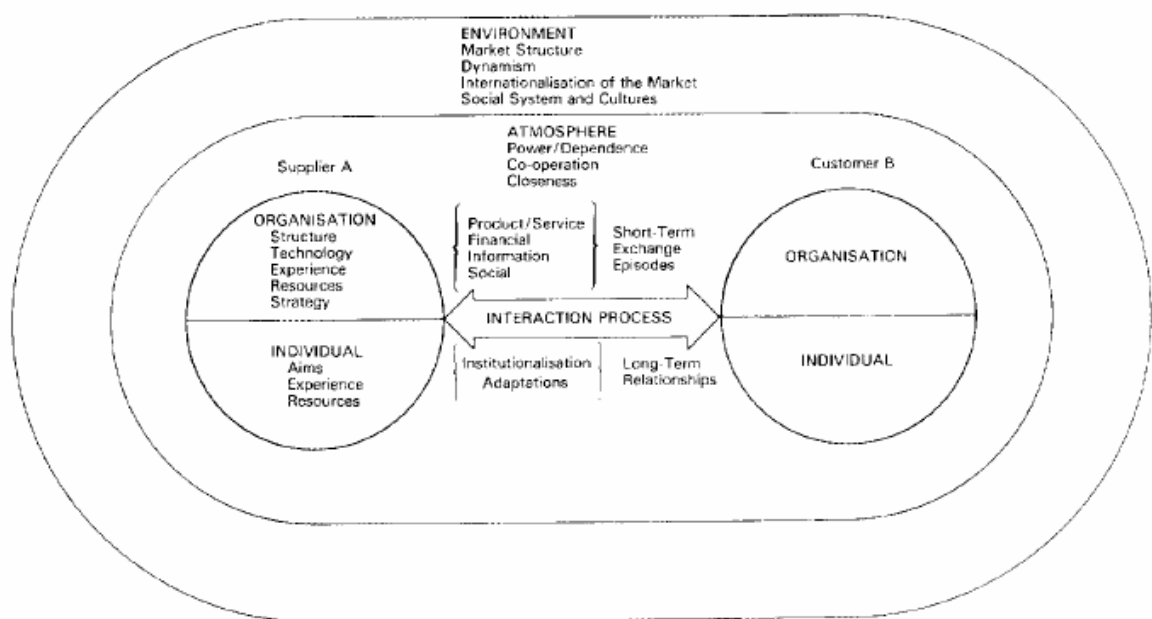 ENVIRONMENT
Market Structure
Dynamism
Internationalisation of the Market
Social System and Cultures
ATMOSPHERE
Power/Dependence
Co-operation
Closeness
Supplier A
Customer B
ORGANISATION
Structure
Technology
Experience
Resources
Strategy
Product/Service
Financial
Information
Social
Short-Term
Exchange
Episodes
ORGANISATION
INTERACTION PROCESS
INDIVIDUAL
Aims
Experience
Resources
Institutionalisation
Adaptations
Long-Term
Relationships
INDIVIDUAL